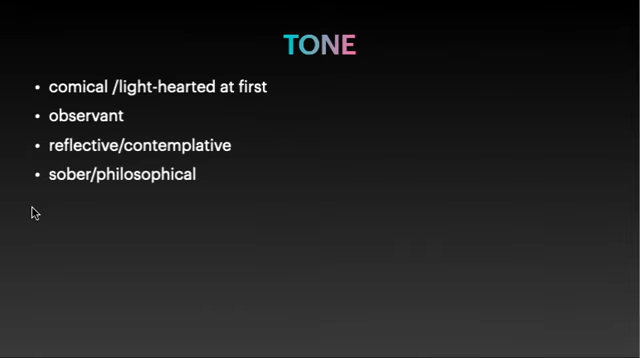 TONE
• comical /light-hearted at first
• observant
• reflective/contemplative
• sober/philosophical